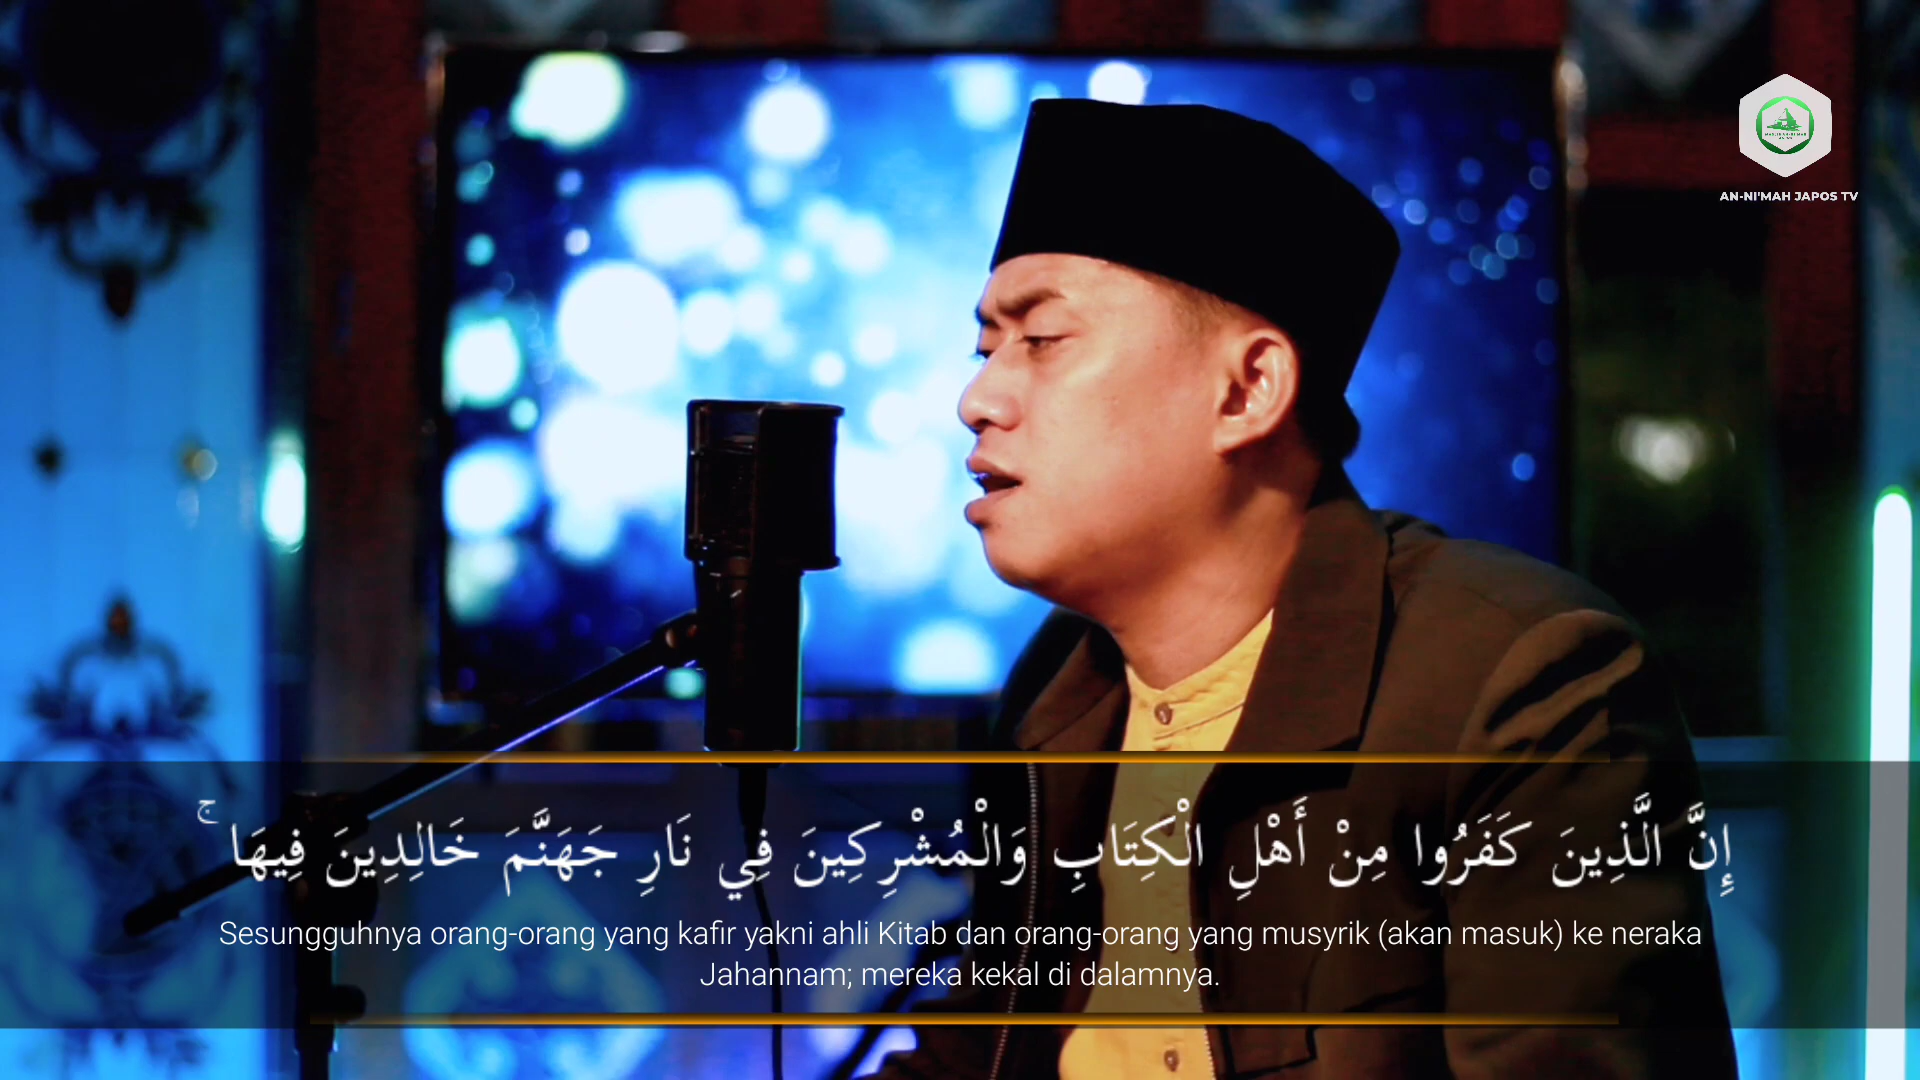 AN-NI'MAH JAPOS TV
إِنَّ الَّذِينَ كَفَرُوا مِنْ أَهْلِ الْكِتَابِ وَالْمُشْرِكِينَ فِي نَارِ جَهَنَّمَ خَالِدِينَ فِيهَا ۚ
Sesungguhnya orang-orang yang kafir yakni ahli Kitab dan orang-orang yang musyrik (akan masuk) ke neraka
Jahannam; mereka kekal di dalamnya.